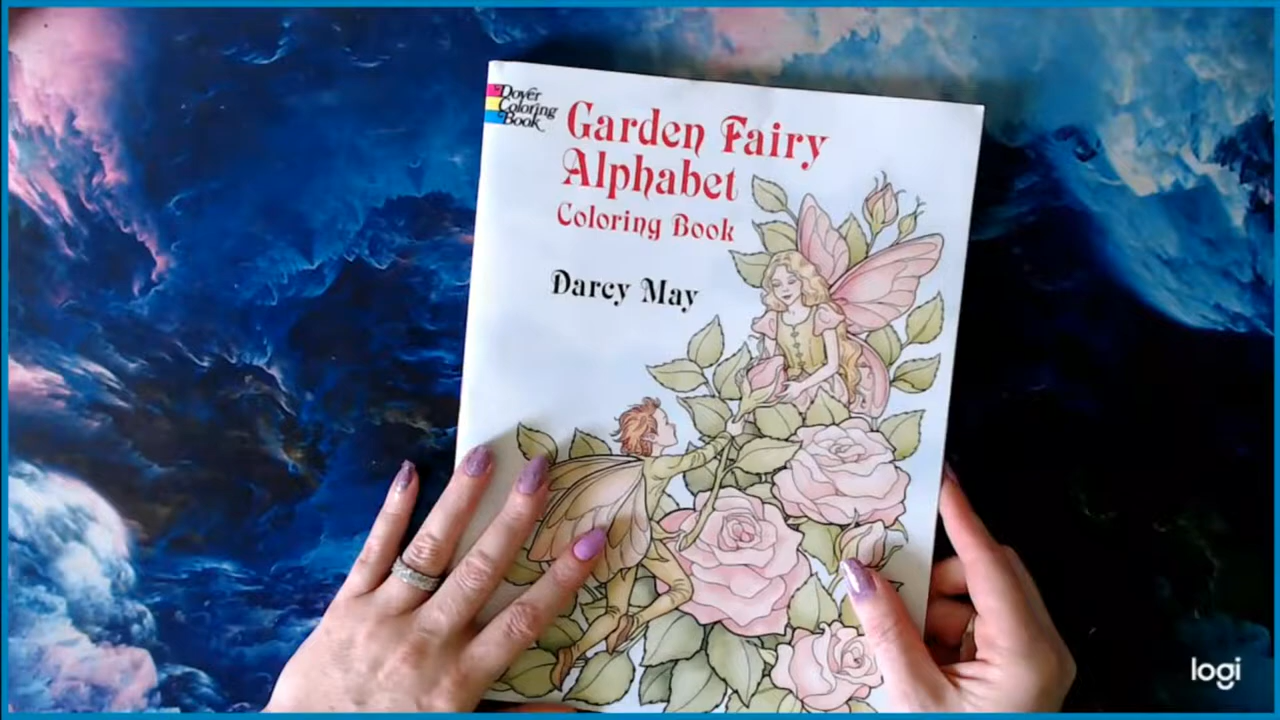 Dover
Coloring
Book
Garden Fairy
Alphabet
Coloring Book
Darcy May
logi